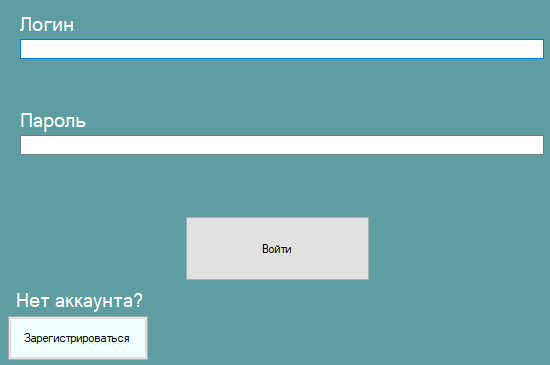 Логин
Пароль
Войти
Нет аккаунта?
Зарегистрироваться